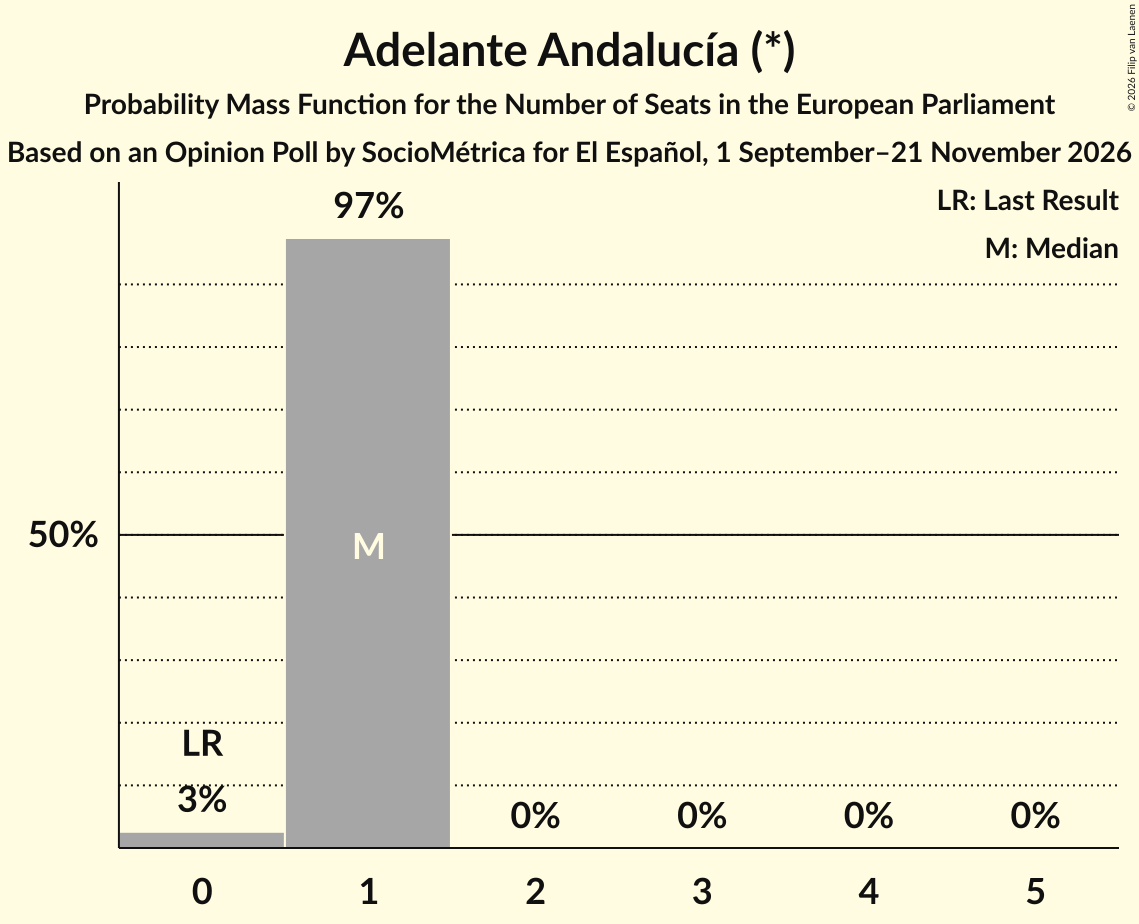 Adelante Andalucía (*)
Probability Mass Function for the Number of Seats in the European Parliament
Based on an Opinion Poll by SocioMétrica for El Español, 1 September–21 November 2026
© 2026 Filip van Laenen
LR: Last Result
M: Median
97%
50%
M
LR
3%
0%
0%
0%
0%
0
1
2
3
4
5